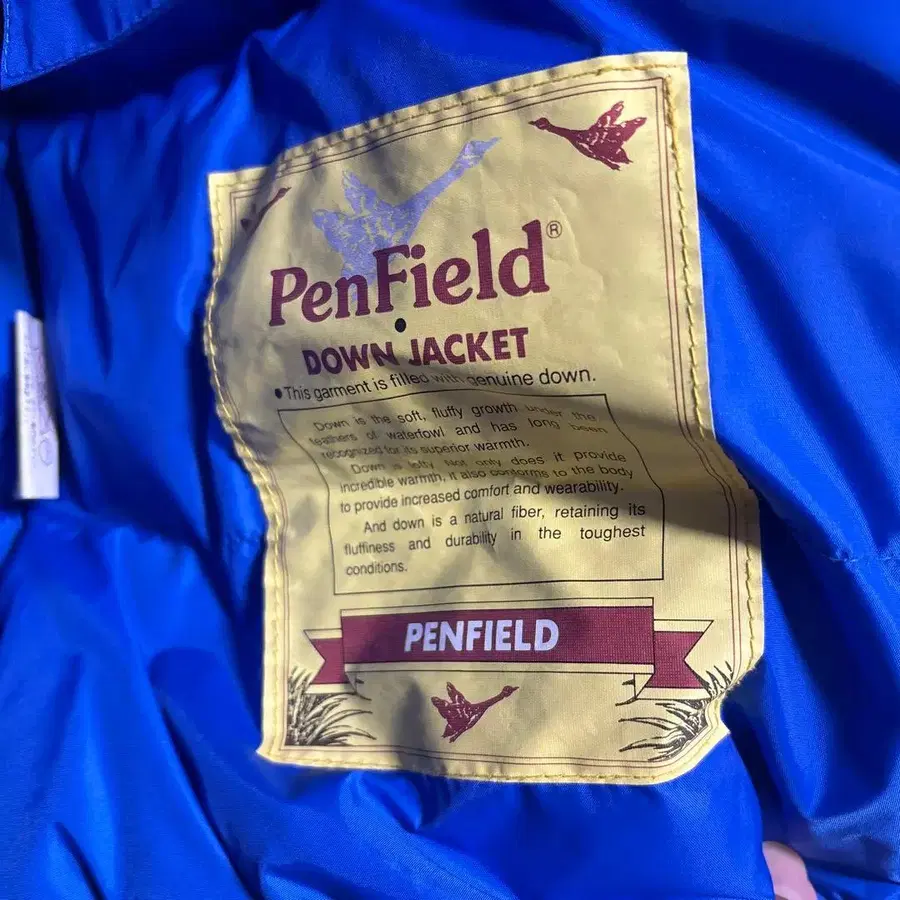 PenField®
DOWN JACKET
•This garment is filled with genuine down.
Down is the soft, fluffy growth under the
feathers of waterfowl and has long been
recognized for its superior warmth.
Down is lofty. Not only does it provide
incredible warmth, it also conforms to the body
to provide increased comfort and wearability.
And down is a natural fiber, retaining its
fluffiness and durability in the toughest
conditions.
PENFIELD